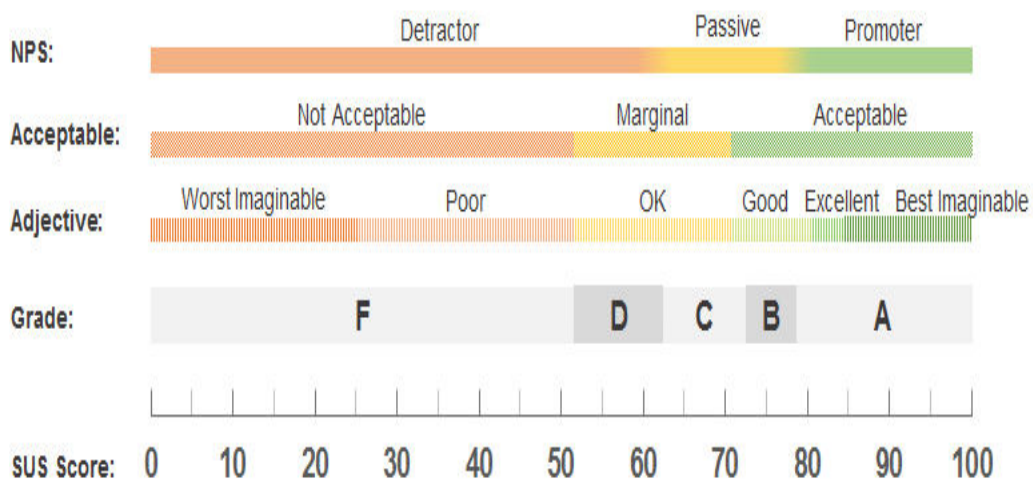 NPS: Detractor Passive Promoter
Acceptable: Not Acceptable Marginal Acceptable
Adjective: Worst Imaginable Poor OK Good Excellent Best Imaginable
Grade: F D C B A
SUS Score: 0 10 20 30 40 50 60 70 80 90 100